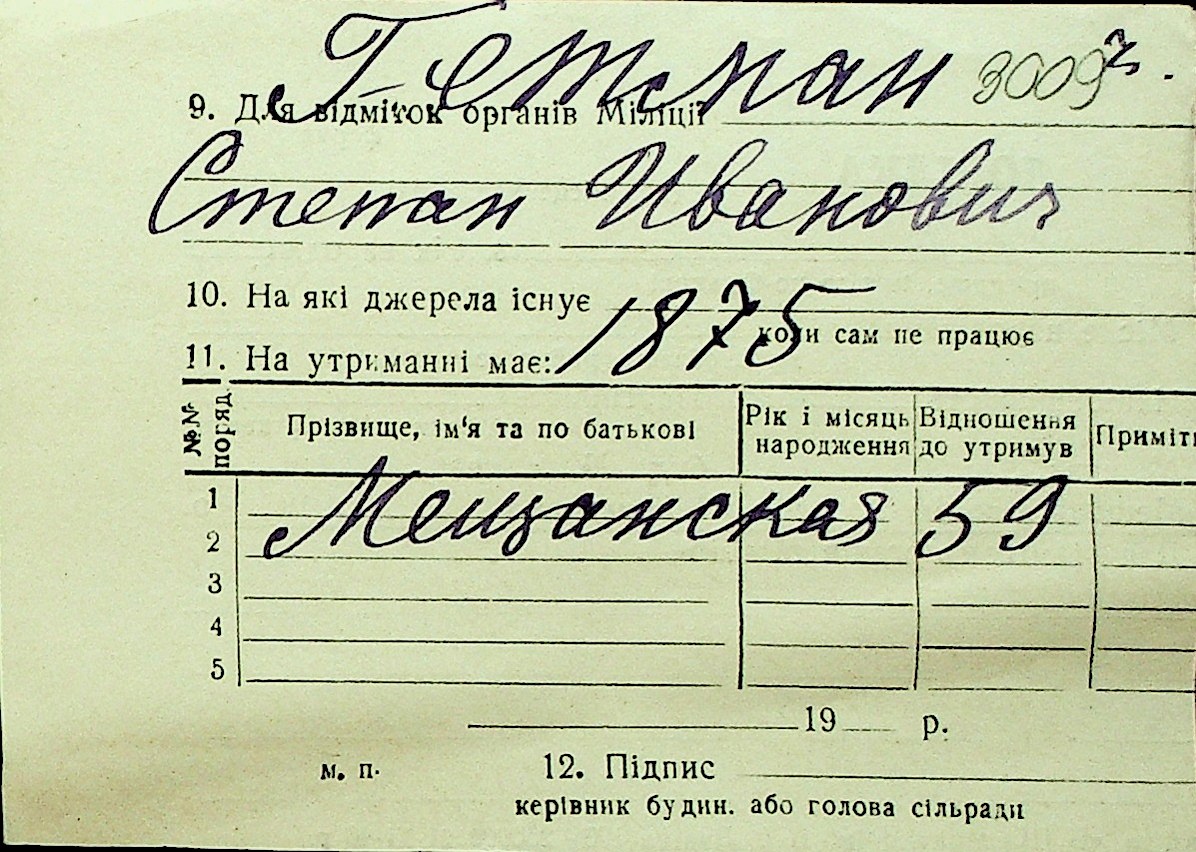 Гетман 3009
9. Для відміток органів Міліції
Степан Иванович
10. На які джерела існує
1875
коли сам не працює
11. На утриманні має:
№№ поряд.
Прізвище, ім'я та по батькові
Рік і місяць народження
Відношення до утримув
Приміт
1
Мещанская 59
2
3
4
5
19 р.
м. п.
12. Підпис
керівник будин. або голова сільради